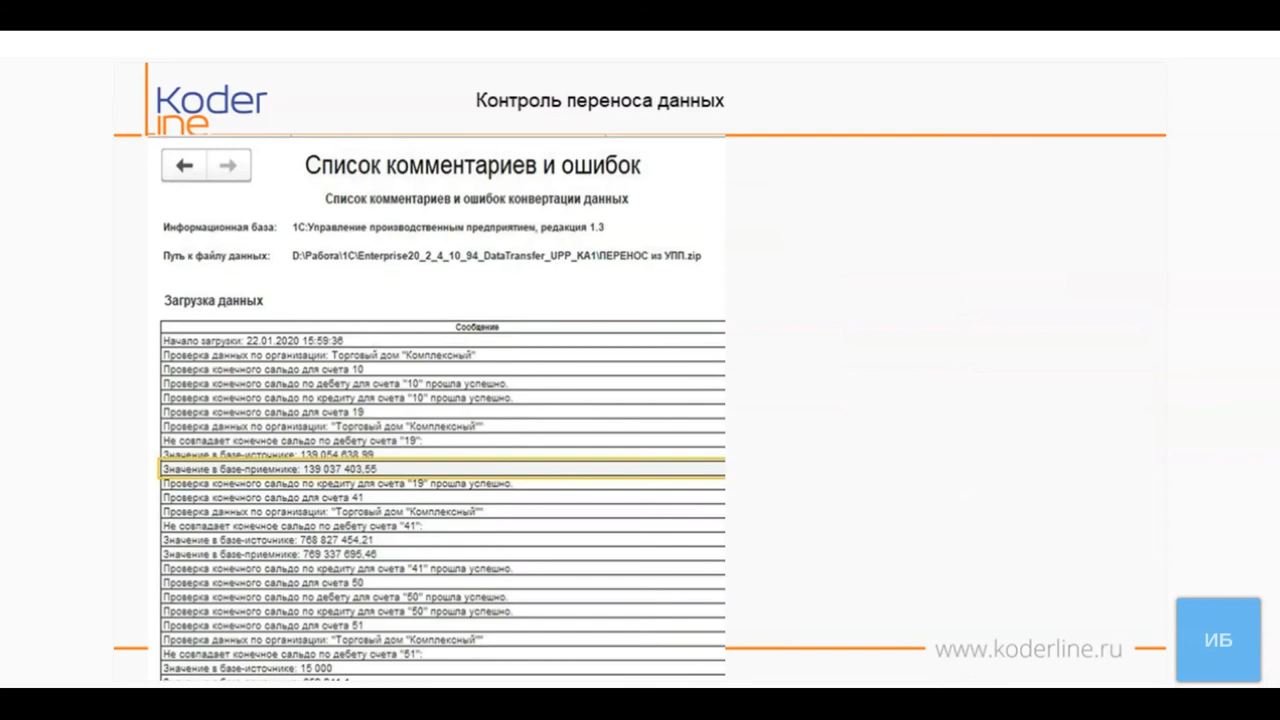 Koder
line
Контроль переноса данных
Список комментариев и ошибок
Список комментариев и ошибок конвертации данных
Информационная база: 1С:Управление производственным предприятием, редакция 1.3
Путь к файлу данных: D:\Работа\1С\Enterprise20_2_4_10_94_DataTransfer_UPP_KA1\ПЕРЕНОС из УПП.zip
Загрузка данных
Сообщение
Начало загрузки: 22.01.2020 15:59:36
Проверка данных по организации: Торговый дом "Комплексный"
Проверка конечного сальдо для счета 10
Проверка конечного сальдо по дебету для счета "10" прошла успешно.
Проверка конечного сальдо по кредиту для счета "10" прошла успешно.
Проверка конечного сальдо для счета 19
Проверка данных по организации: "Торговый дом "Комплексный""
Не совпадает конечное сальдо по дебету счета "19":
Значение в базе-источнике: 139 054 638,99
Значение в базе-приемнике: 139 037 403,55
Проверка конечного сальдо по кредиту для счета "19" прошла успешно.
Проверка конечного сальдо для счета 41
Проверка данных по организации: "Торговый дом "Комплексный""
Не совпадает конечное сальдо по дебету счета "41":
Значение в базе-источнике: 768 827 454,21
Значение в базе-приемнике: 769 337 695,46
Проверка конечного сальдо по кредиту для счета "41" прошла успешно.
Проверка конечного сальдо для счета 50
Проверка конечного сальдо по дебету для счета "50" прошла успешно.
Проверка конечного сальдо по кредиту для счета "50" прошла успешно.
Проверка конечного сальдо для счета 51
Проверка данных по организации: "Торговый дом "Комплексный""
Не совпадает конечное сальдо по дебету счета "51":
Значение в базе-источнике: 15 000
www.koderline.ru
ИБ